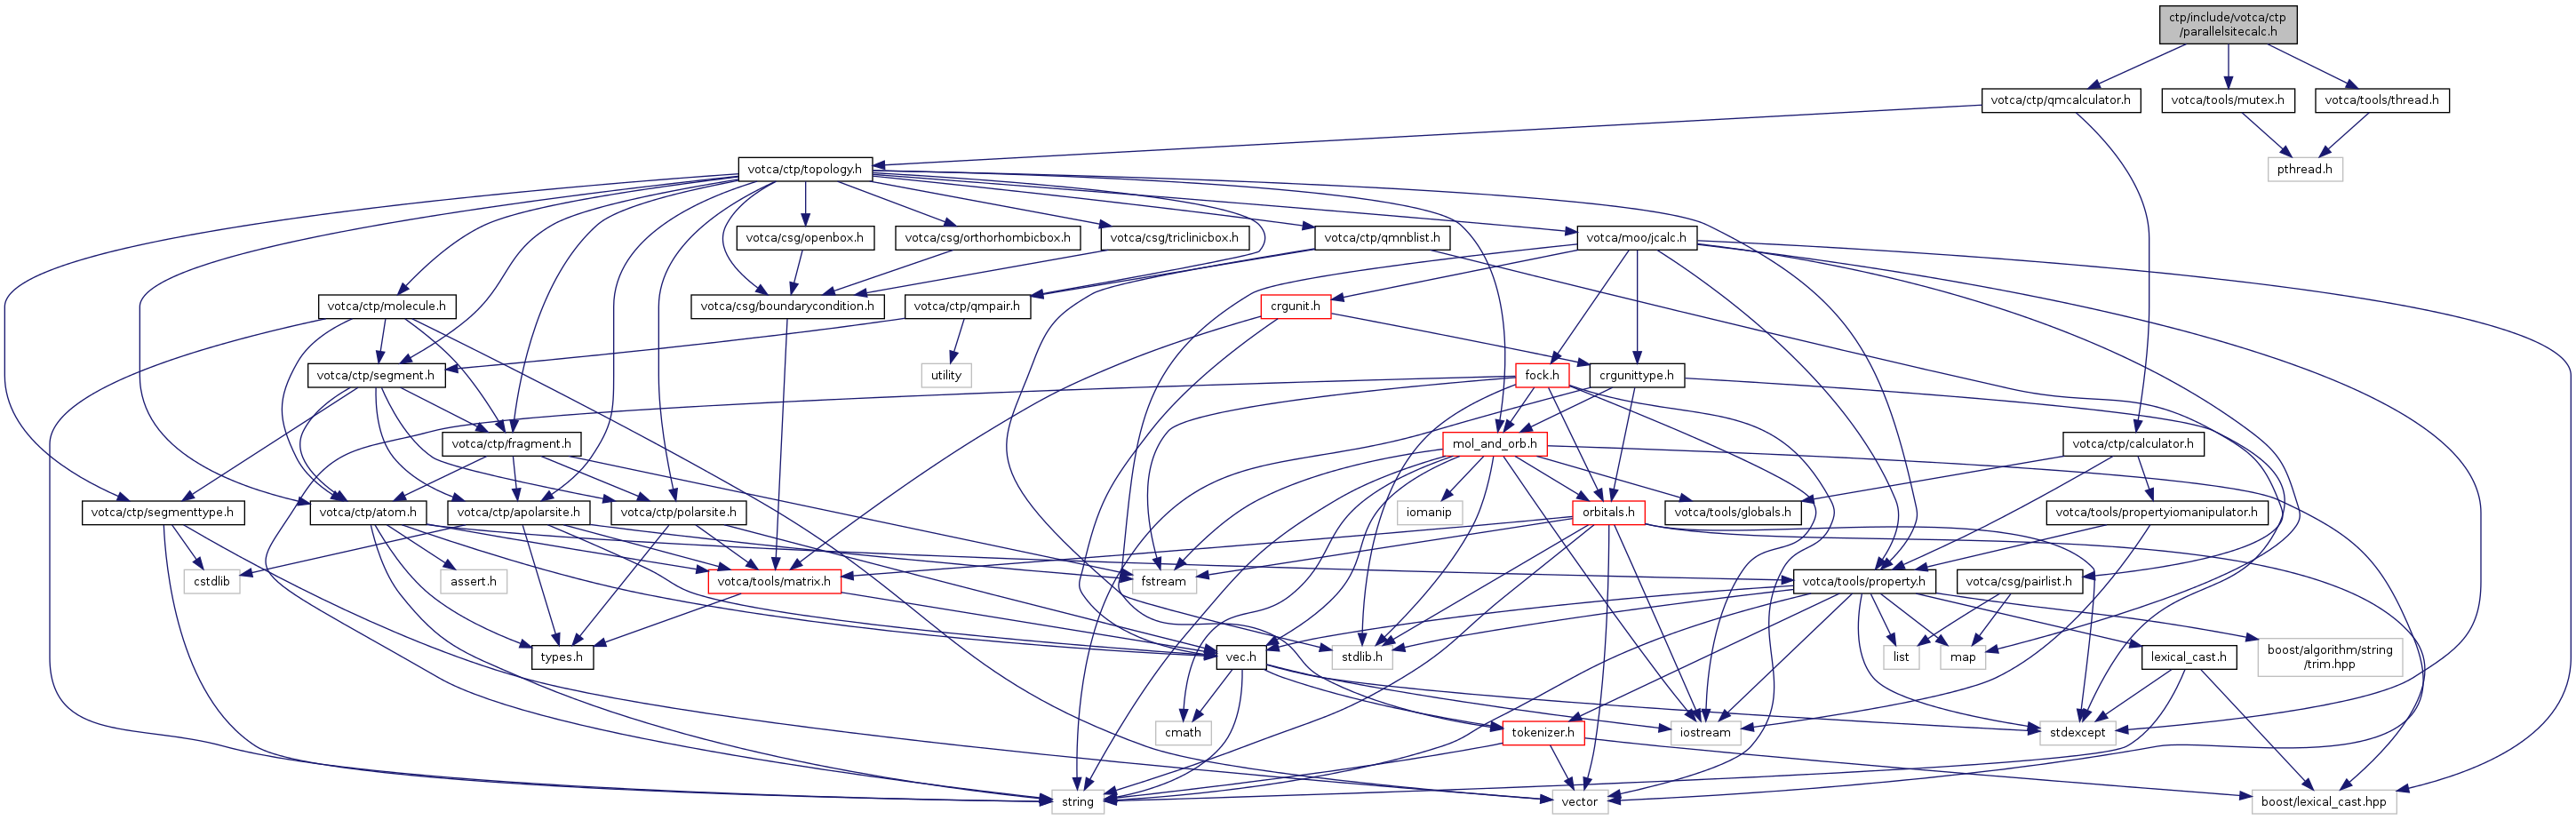 ctp/include/votca/ctp
/parallelsitecalc.h
votca/ctp/qmcalculator.h
votca/tools/mutex.h
votca/tools/thread.h
votca/ctp/topology.h
pthread.h
votca/csg/openbox.h
votca/csg/orthorhombicbox.h
votca/csg/triclinicbox.h
votca/ctp/qmnblist.h
votca/moo/jcalc.h
votca/ctp/molecule.h
votca/csg/boundarycondition.h
votca/ctp/qmpair.h
crgunit.h
votca/ctp/segment.h
utility
fock.h
crgunittype.h
votca/ctp/fragment.h
mol_and_orb.h
votca/ctp/calculator.h
votca/ctp/segmenttype.h
votca/ctp/atom.h
votca/ctp/apolarsite.h
votca/ctp/polarsite.h
iomanip
orbitals.h
votca/tools/globals.h
votca/tools/propertyiomanipulator.h
cstdlib
assert.h
votca/tools/matrix.h
fstream
votca/tools/property.h
votca/csg/pairlist.h
types.h
vec.h
stdlib.h
list
map
lexical_cast.h
boost/algorithm/string
/trim.hpp
cmath
tokenizer.h
iostream
stdexcept
string
vector
boost/lexical_cast.hpp